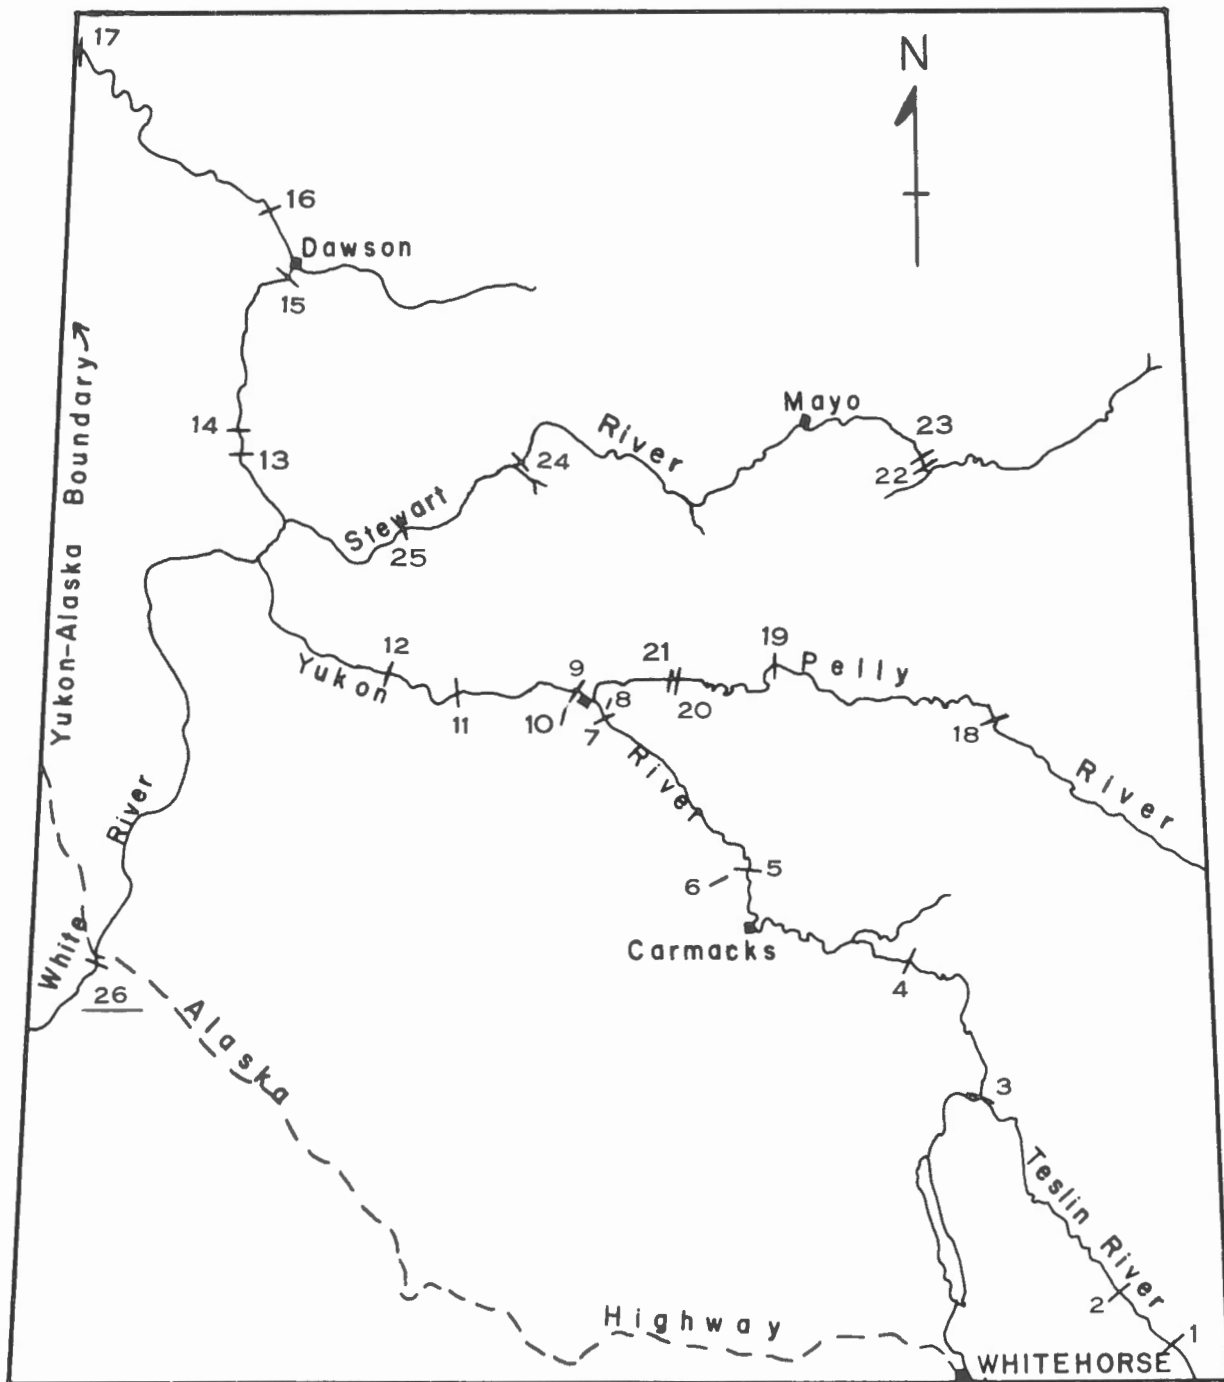 17
N
16
Dawson
15
Mayo
River
14
13
23
22
24
Stewart
25
Yukon-Alaska Boundary
12
Yukon
11
9
10
8
7
21
20
19
Pelly
18
River
River
River
6
5
White
26
Carmacks
4
Alaska
3
Teslin River
2
1
Highway
WHITEHORSE